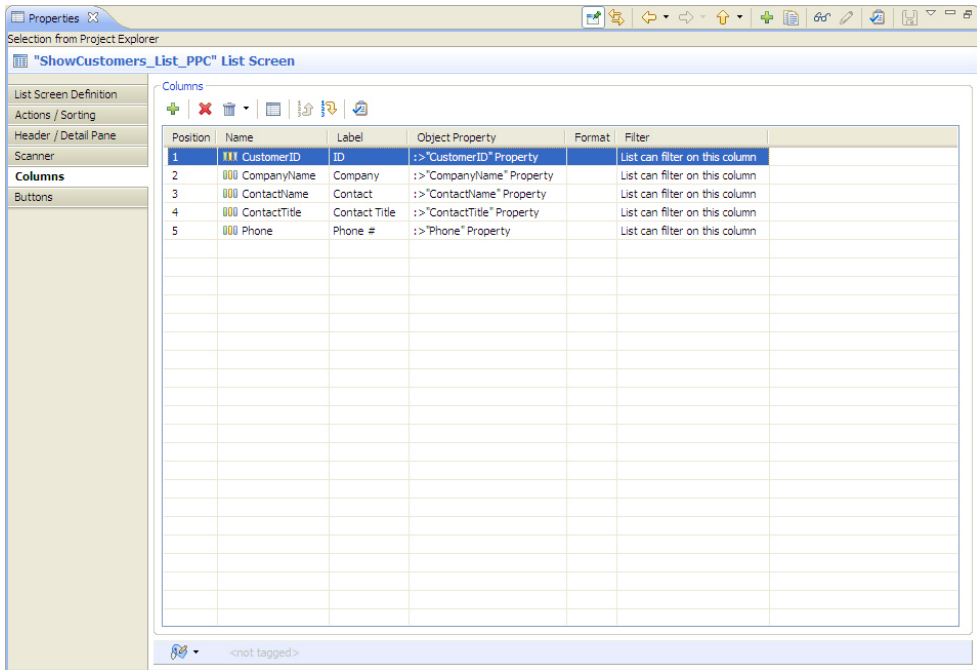 Properties
Selection from Project Explorer
"ShowCustomers_List_PPC" List Screen
List Screen Definition
Actions / Sorting
Header / Detail Pane
Scanner
Columns
Buttons
Columns
Position Name Label Object Property Format Filter
1 CustomerID ID :>"CustomerID" Property List can filter on this column
2 CompanyName Company :>"CompanyName" Property List can filter on this column
3 ContactName Contact :>"ContactName" Property List can filter on this column
4 ContactTitle Contact Title :>"ContactTitle" Property List can filter on this column
5 Phone Phone # :>"Phone" Property List can filter on this column
<not tagged>